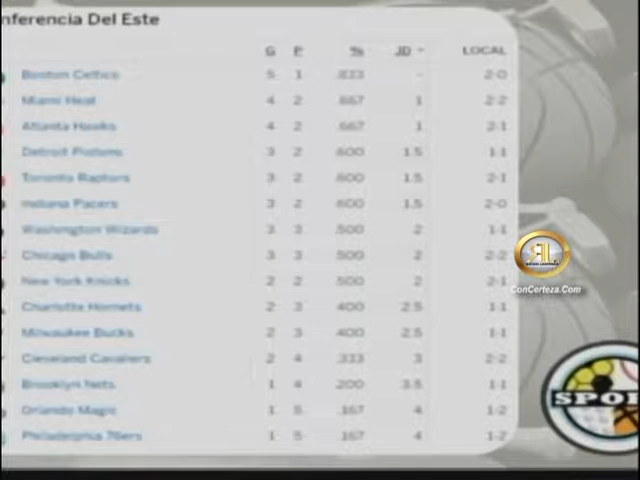 nferencia Del Este
G P % JD LOCAL
Boston Celtics 5 1 .833 - 2-0
Miami Heat 4 2 .667 1 2-2
Atlanta Hawks 4 2 .667 1 2-1
Detroit Pistons 3 2 .600 1.5 1-1
Toronto Raptors 3 2 .600 1.5 2-1
Indiana Pacers 3 2 .600 1.5 2-0
Washington Wizards 3 3 .500 2 1-1
Chicago Bulls 3 3 .500 2 2-2
New York Knicks 2 2 .500 2 2-1
Charlotte Hornets 2 3 .400 2.5 1-1
Milwaukee Bucks 2 3 .400 2.5 1-1
Cleveland Cavaliers 2 4 .333 3 2-2
Brooklyn Nets 1 4 .200 3.5 1-1
Orlando Magic 1 5 .167 4 1-2
Philadelphia 76ers 1 5 .167 4 1-2
RL
ConCerteza.Com
SPOR